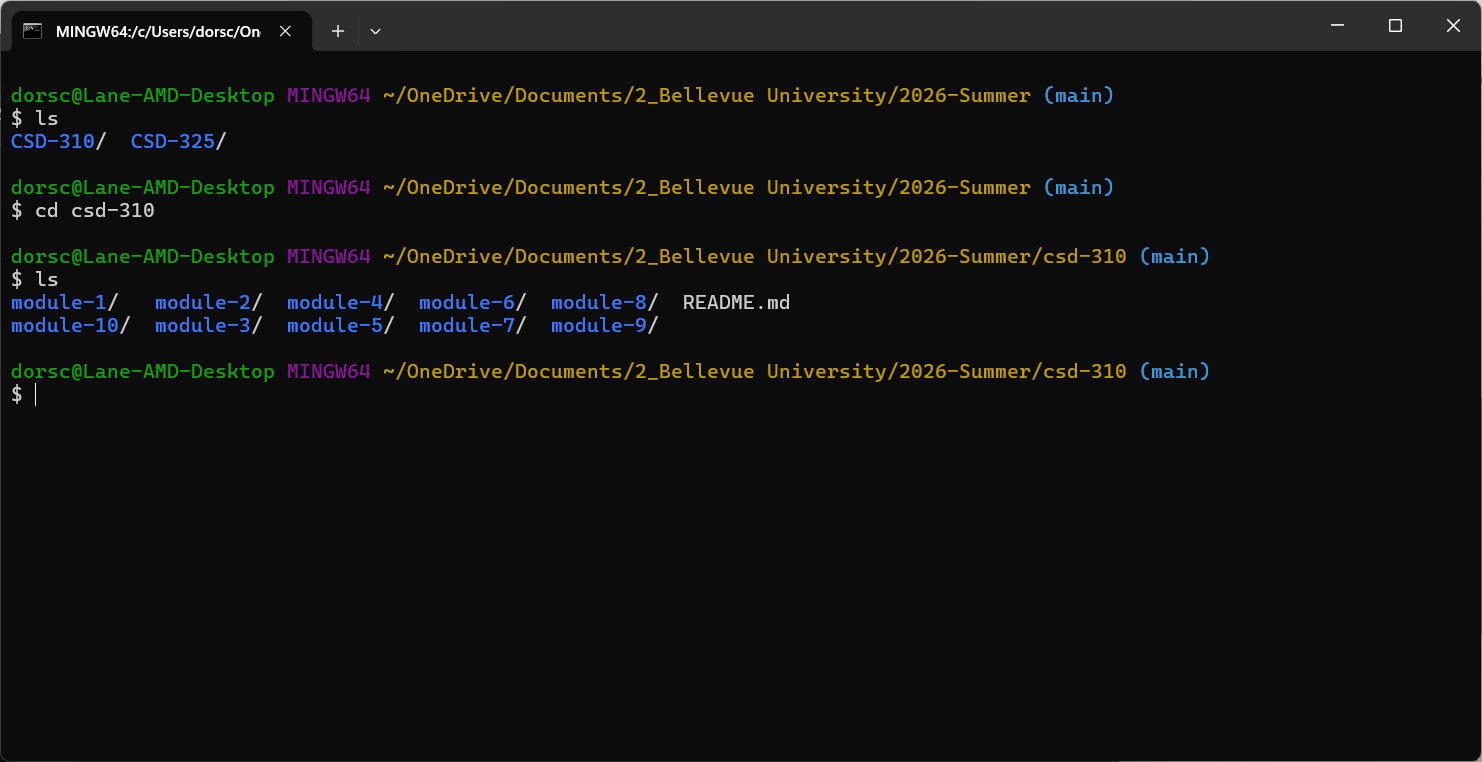 MINGW64:/c/Users/dorsc/On
dorsc@Lane-AMD-Desktop MINGW64 ~/OneDrive/Documents/2_Bellevue University/2026-Summer (main)
$ ls
CSD-310/  CSD-325/
dorsc@Lane-AMD-Desktop MINGW64 ~/OneDrive/Documents/2_Bellevue University/2026-Summer (main)
$ cd csd-310
dorsc@Lane-AMD-Desktop MINGW64 ~/OneDrive/Documents/2_Bellevue University/2026-Summer/csd-310 (main)
$ ls
module-1/   module-2/  module-4/  module-6/  module-8/  README.md
module-10/  module-3/  module-5/  module-7/  module-9/
dorsc@Lane-AMD-Desktop MINGW64 ~/OneDrive/Documents/2_Bellevue University/2026-Summer/csd-310 (main)
$